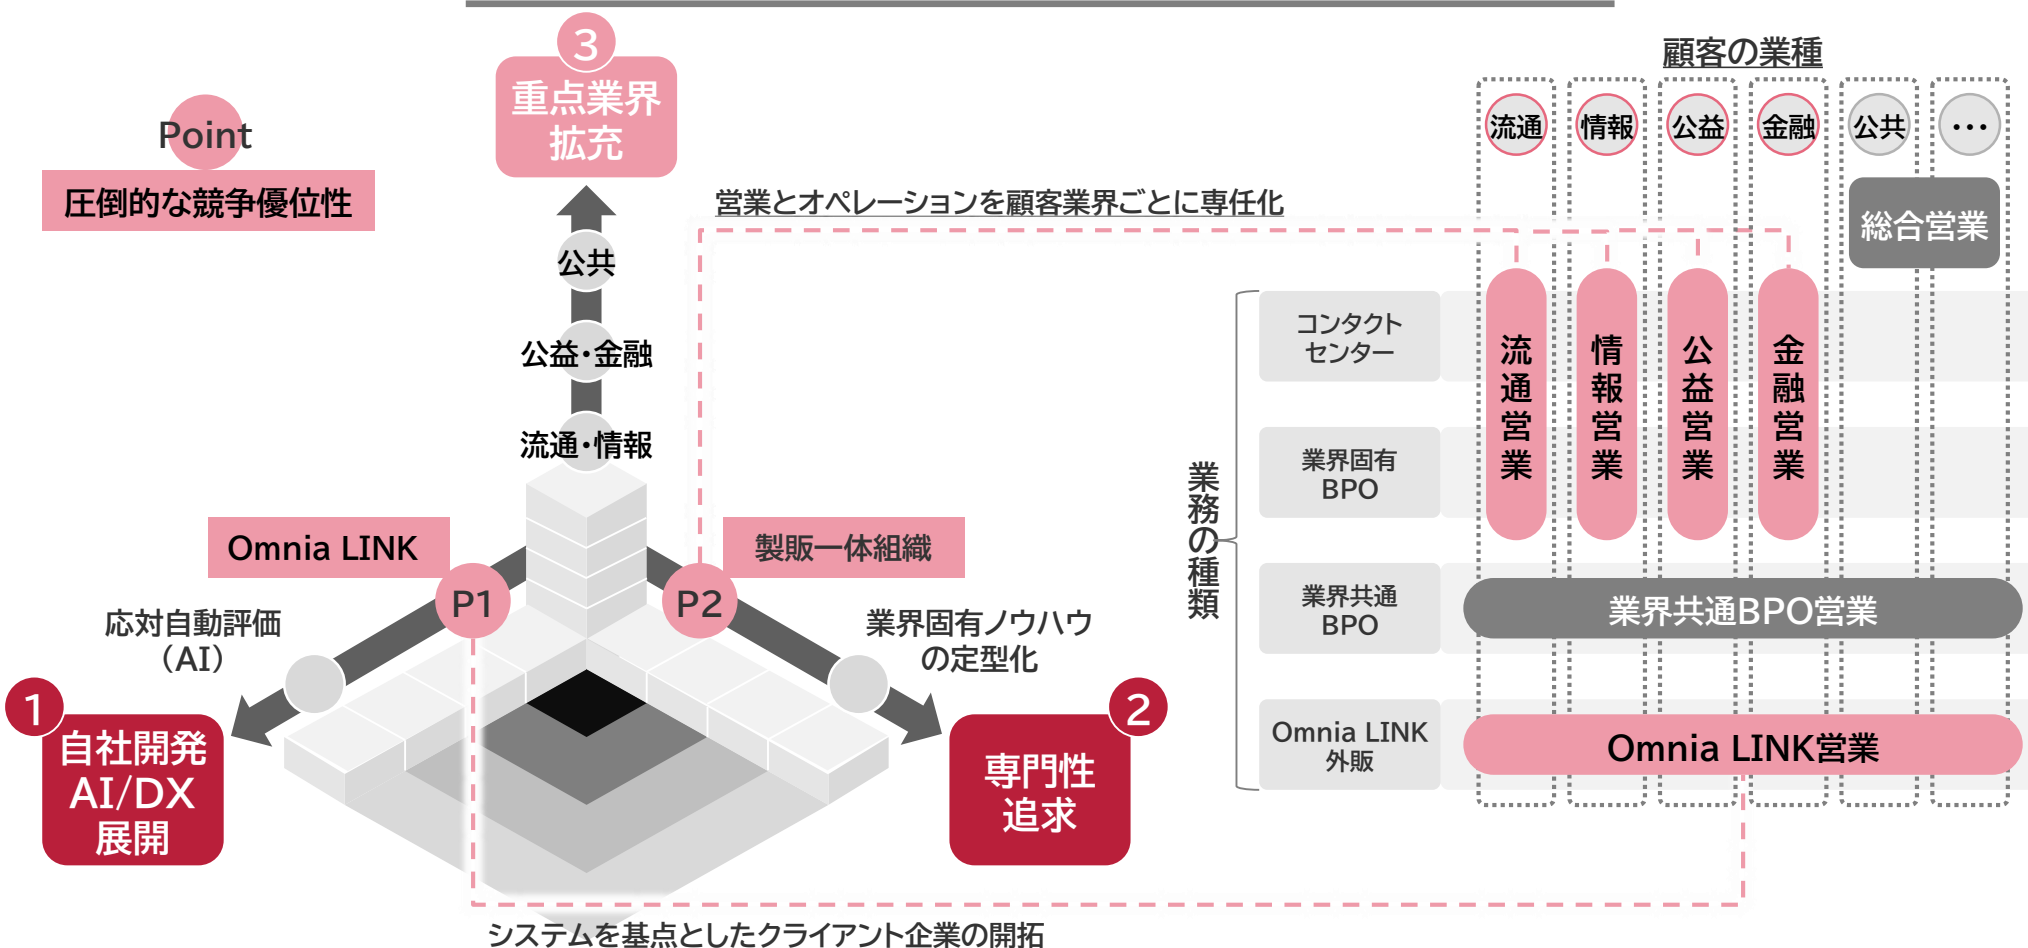 3
重点業界
拡充
Point
圧倒的な競争優位性
公共
公益・金融
流通・情報
Omnia LINK
製販一体組織
P1
P2
応対自動評価
（AI）
業界固有ノウハウ
の定型化
1
自社開発
AI/DX
展開
2
専門性
追求
営業とオペレーションを顧客業界ごとに専任化
システムを基点としたクライアント企業の開拓
顧客の業種
流通
情報
公益
金融
公共
…
総合営業
業務の種類
コンタクト
センター
業界固有
BPO
業界共通
BPO
Omnia LINK
外販
流通営業
情報営業
公益営業
金融営業
業界共通BPO営業
Omnia LINK営業